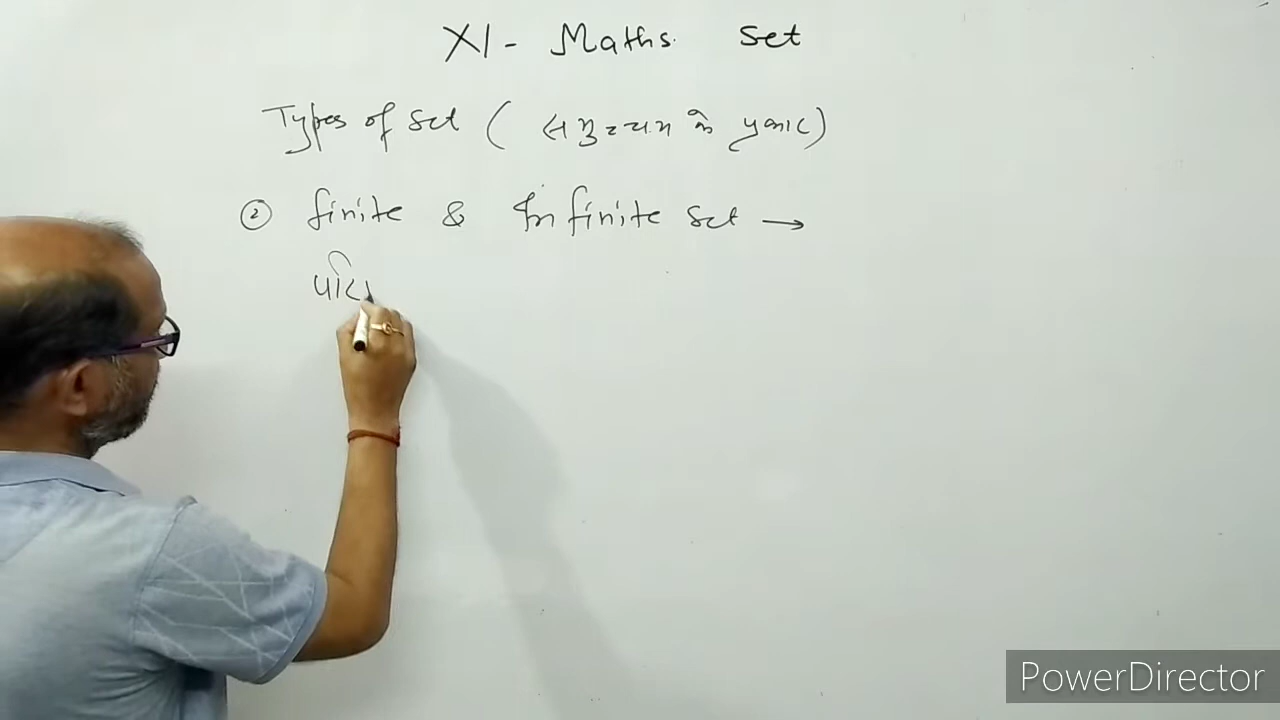 XI - Maths. Set
Types of Set ( समुच्चय के प्रकार )
② finite & Infinite Set →
परि
PowerDirector